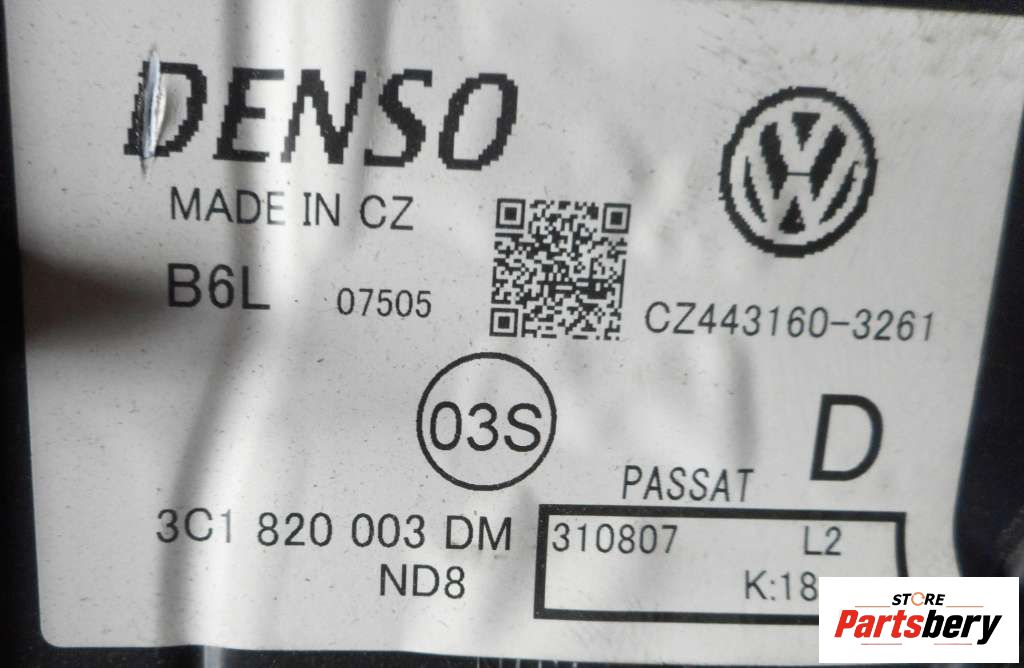 DENSO
MADE IN CZ
B6L 07505
CZ443160-3261
03S
D
PASSAT
3C1 820 003 DM
ND8
310807 L2
K:18
STORE
Partsbery